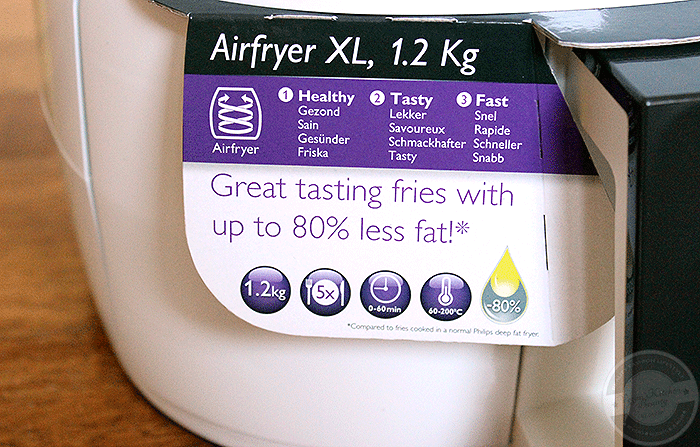 Airfryer XL, 1.2 Kg
Airfryer
1 Healthy
Gezond
Sain
Gesünder
Friska
2 Tasty
Lekker
Savoureux
Schmackhafter
Tasty
3 Fast
Snel
Rapide
Schneller
Snabb
Great tasting fries with
up to 80% less fat!*
1.2kg
5x
0-60min
60-200°C
-80%
*Compared to fries cooked in a normal Philips deep fat fryer.